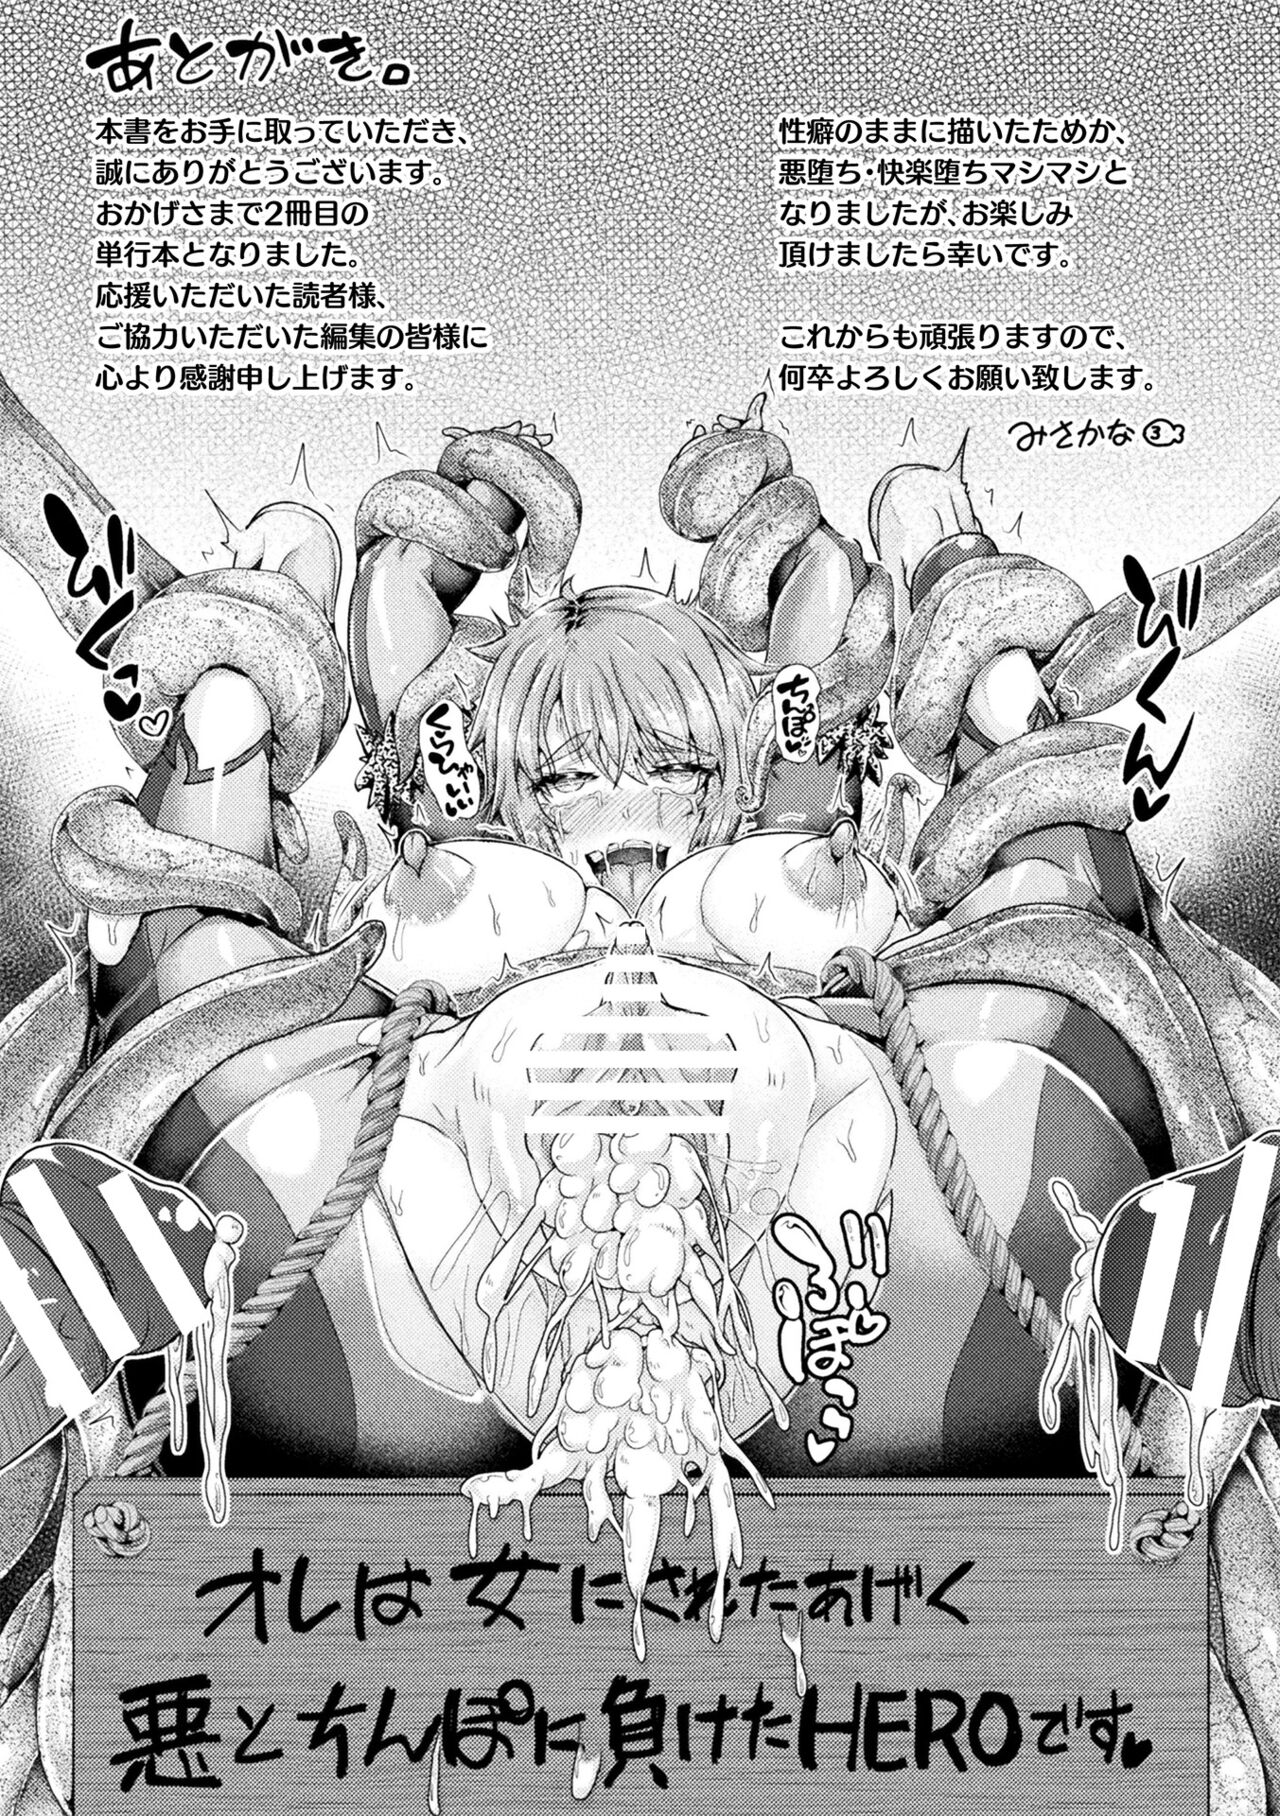 あとがき。
本書をお手に取っていただき、
誠にありがとうございます。
おかげさまで2冊目の
単行本となりました。
応援いただいた読者様、
ご協力いただいた編集の皆様に
心より感謝申し上げます。
性癖のままに描いたためか、
悪堕ち・快楽堕ちマシマシと
なりましたが、お楽しみ
頂けましたら幸いです。
これからも頑張りますので、
何卒よろしくお願い致します。
みさかな
びくん♥
びくん♥
ちんぽ♥
オレは女にされたあげく
悪とちんぽに負けたHEROです♥